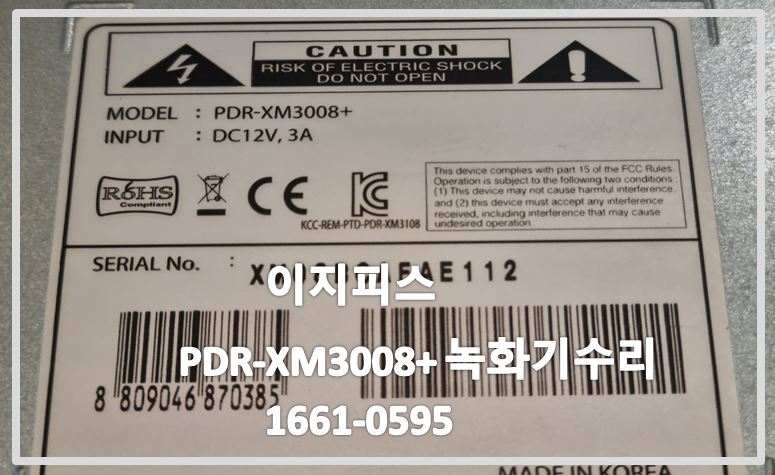 CAUTION
RISK OF ELECTRIC SHOCK
DO NOT OPEN
MODEL : PDR-XM3008+
INPUT : DC12V, 3A
RoHS
Compliant
CE
KCC-REM-PTD-PDR-XM3108
This device complies with part 15 of the FCC Rules.
Operation is subject to the following two conditions :
(1) This device may not cause harmful interference,
and (2) this device must accept any interference
received, including interference that may cause
undesired operation.
SERIAL No. :
이지피스
PDR-XM3008+ 녹화기수리
8 809046 870385
1661-0595
MADE IN KOREA